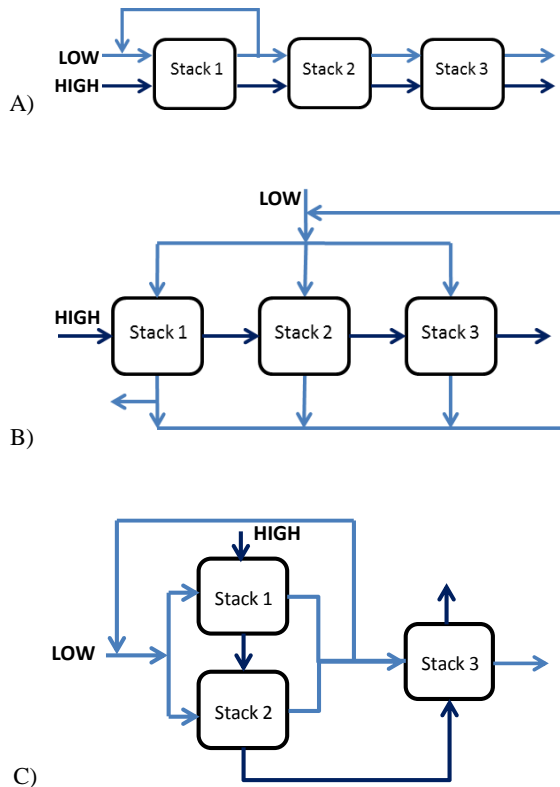 LOW
HIGH
Stack 1
Stack 2
Stack 3
A)
LOW
HIGH
Stack 1
Stack 2
Stack 3
B)
HIGH
Stack 1
LOW
Stack 3
Stack 2
C)